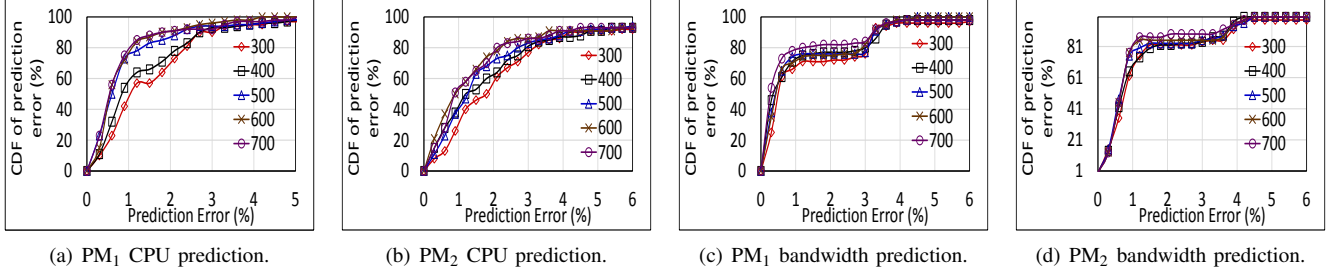 CDF of prediction
error (%)
100
80
60
40
20
0
300
400
500
600
700
0 1 2 3 4 5
Prediction Error (%)
(a) PM1 CPU prediction.
CDF of prediction
error (%)
100
80
60
40
20
0
300
400
500
600
700
0 1 2 3 4 5 6
Prediction Error (%)
(b) PM2 CPU prediction.
CDF of prediction
error (%)
100
80
60
40
20
0
300
400
500
600
700
0 1 2 3 4 5 6
Prediction Error (%)
(c) PM1 bandwidth prediction.
CDF of prediction
error (%)
81
61
41
21
1
300
400
500
600
700
0 1 2 3 4 5 6
Prediction Error (%)
(d) PM2 bandwidth prediction.